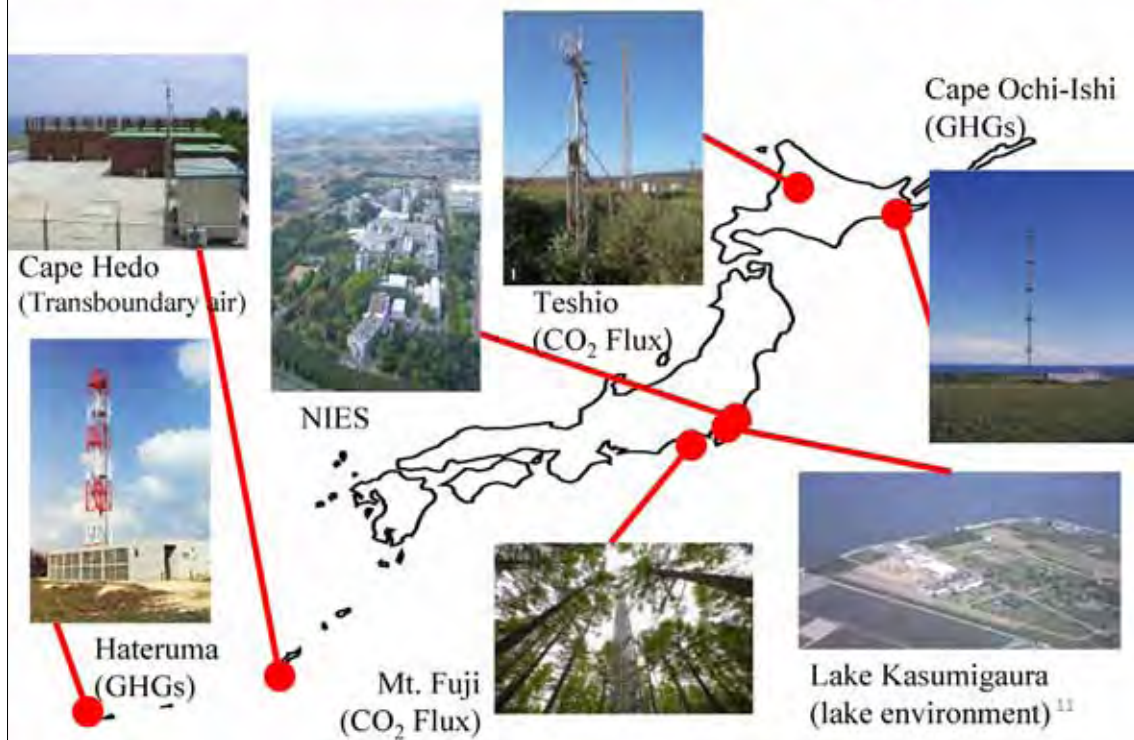 Cape Ochi-Ishi
(GHGs)
Cape Hedo
(Transboundary air)
Teshio
(CO₂ Flux)
NIES
Hateruma
(GHGs)
Mt. Fuji
(CO₂ Flux)
Lake Kasumigaura
(lake environment) 11